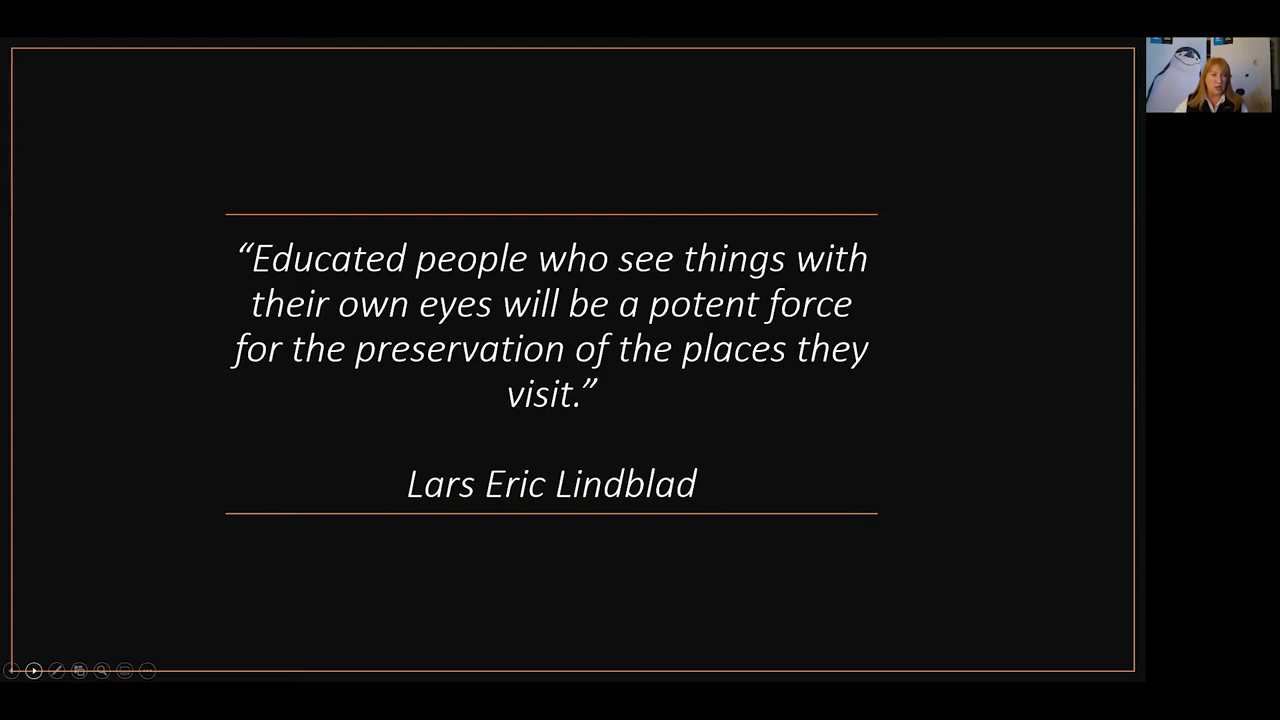 “Educated people who see things with
their own eyes will be a potent force
for the preservation of the places they
visit.”
Lars Eric Lindblad